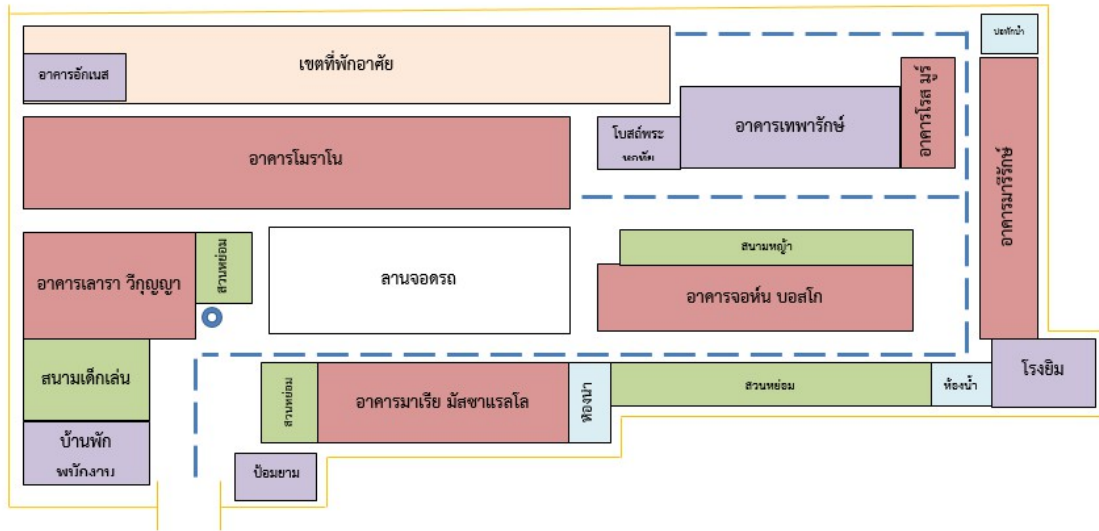 เขตที่พักอาศัย
อาคารอักเนส
อาคารโมราโน
โบสถ์พระ
อาคารเทพารักษ์
อาคารโรส มูร์
อาคารมารีรักษ์
อาคารเลารา วีกุญญา
สวนหย่อม
ลานจอดรถ
สนามหญ้า
อาคารจอห์น บอสโก
สนามเด็กเล่น
สวนหย่อม
อาคารมาเรีย มัสซาแรลโล
ห้องน้ำ
สวนหย่อม
ห้องน้ำ
โรงยิม
บ้านพัก
พนักงาน
ป้อมยาม